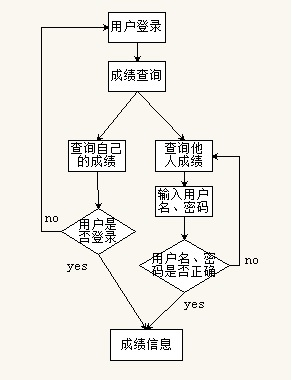 用户登录
成绩查询
查询自己
的成绩
查询他
人成绩
输入用户
名、密码
用户是
否登录
no
yes
用户名、密
码是否正确
no
yes
成绩信息